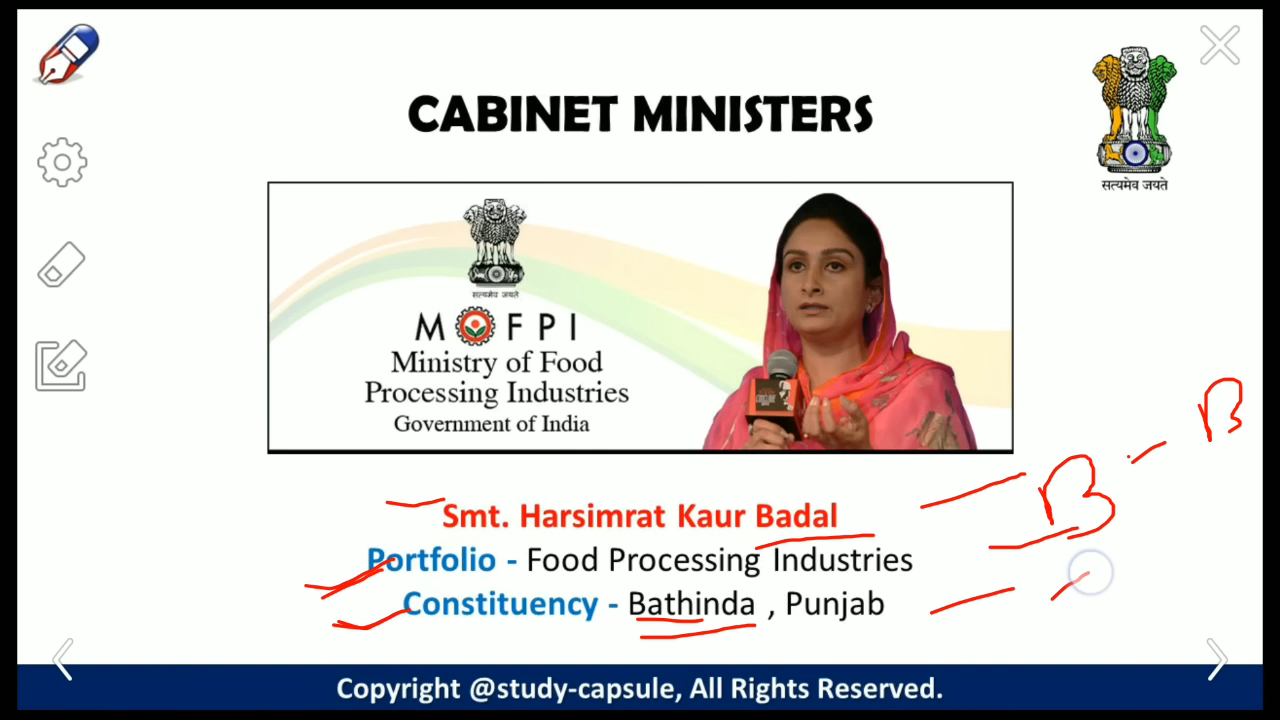 CABINET MINISTERS
सत्यमेव जयते
सत्यमेव जयते
M FPI
Ministry of Food
Processing Industries
Government of India
B - B
Smt. Harsimrat Kaur Badal
Portfolio - Food Processing Industries
Constituency - Bathinda , Punjab
Copyright @study-capsule, All Rights Reserved.